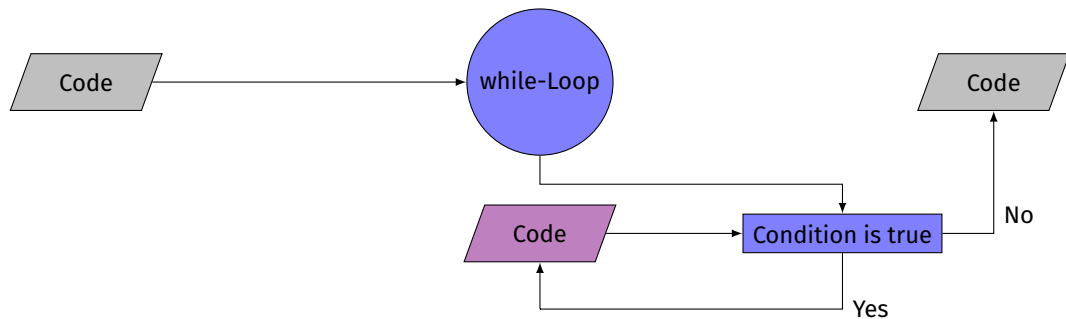 Code
while-Loop
Code
Code
Condition is true
No
Yes